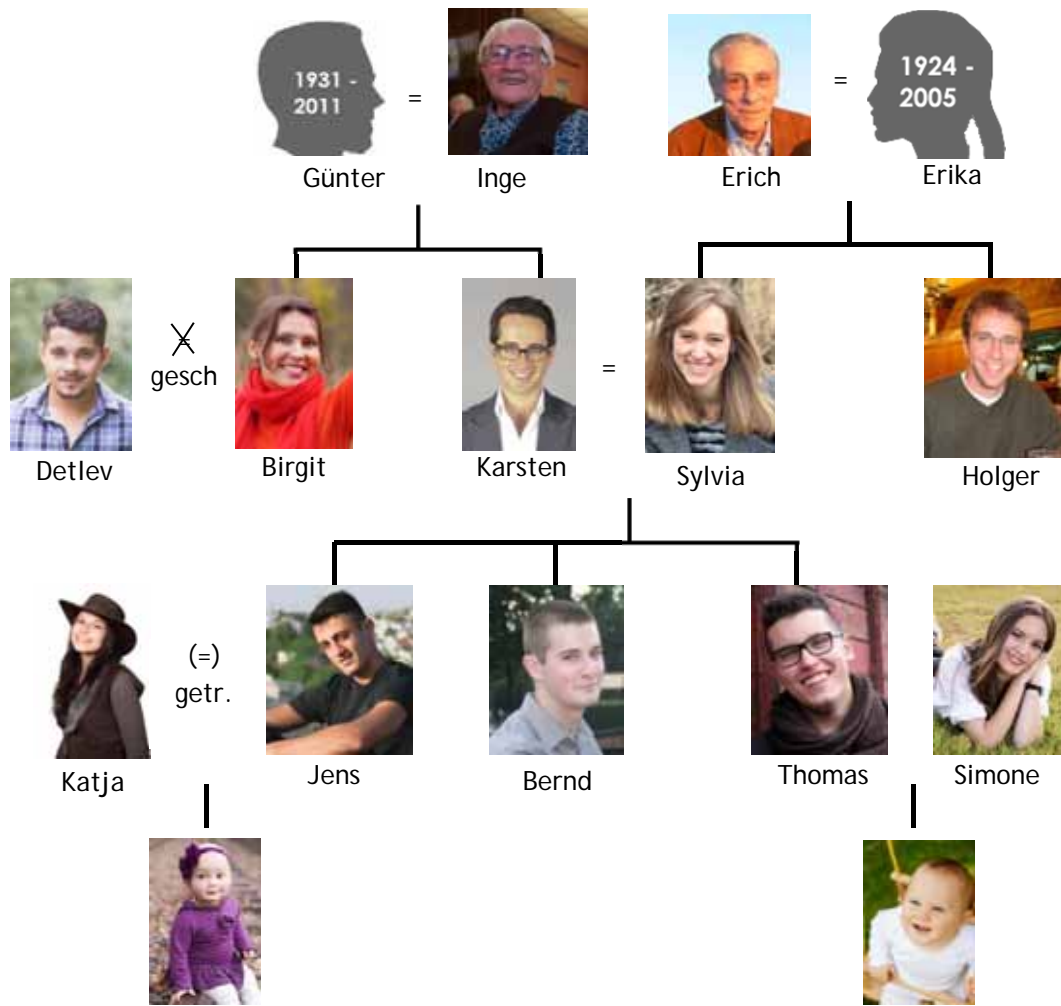 1931 -
2011
=
1924 -
2005
=
Günter
Inge
Erich
Erika
=
gesch
=
Detlev
Birgit
Karsten
Sylvia
Holger
(=)
getr.
Katja
Jens
Bernd
Thomas
Simone